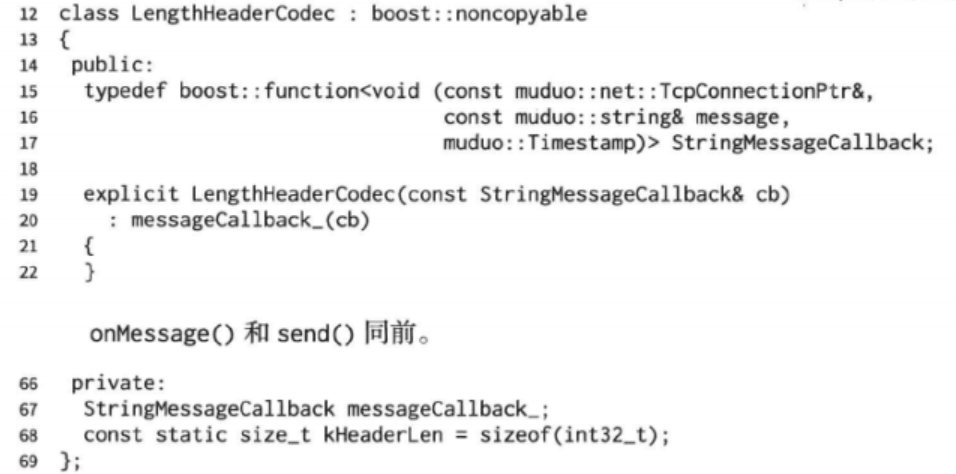 12 class LengthHeaderCodec : boost::noncopyable
13 {
14  public:
15   typedef boost::function<void (const muduo::net::TcpConnectionPtr&,
16                                 const muduo::string& message,
17                                 muduo::Timestamp)> StringMessageCallback;
18
19   explicit LengthHeaderCodec(const StringMessageCallback& cb)
20     : messageCallback_(cb)
21   {
22   }
onMessage() 和 send() 同前。
66  private:
67   StringMessageCallback messageCallback_;
68   const static size_t kHeaderLen = sizeof(int32_t);
69 };